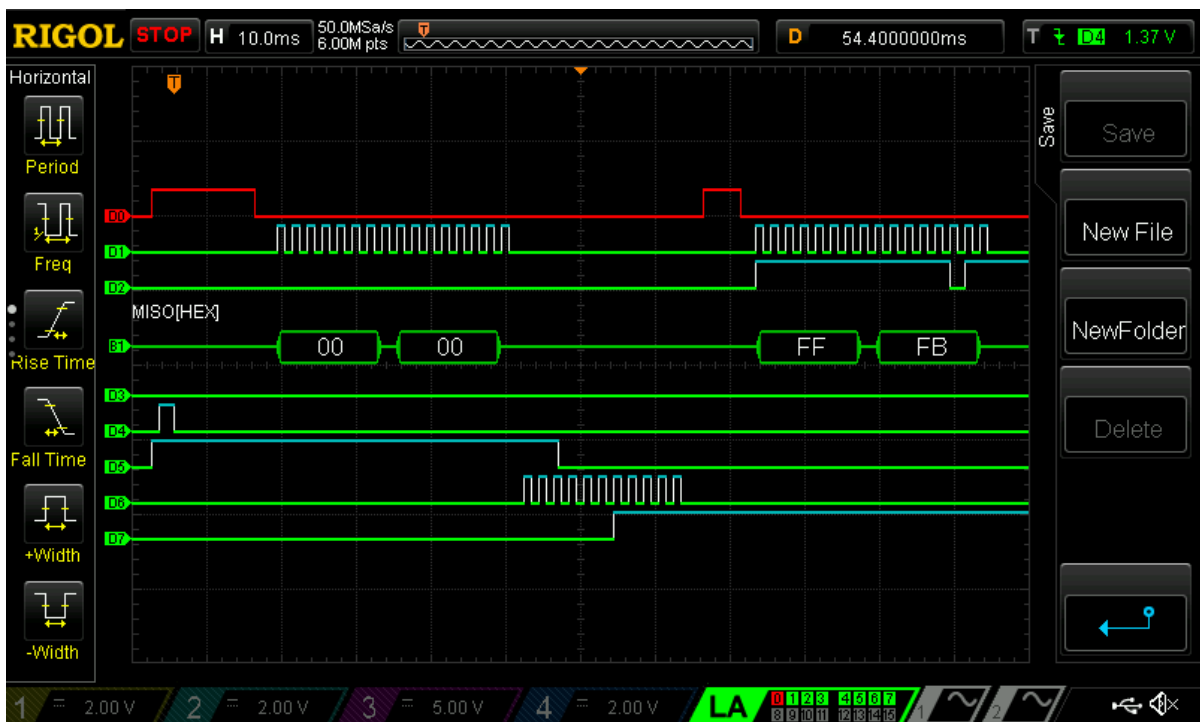 RIGOL STOP H 10.0ms 50.0MSa/s D 54.4000000ms T D4 1.37 V
6.00M pts
Horizontal
T
Save
Save
Period
D0
New File
D1
Freq
D2
MISO[HEX]
NewFolder
B1 00 00 FF FB
Rise Time
D3
D4
Delete
Fall Time
D5
D6
D7
+Width
-Width
1 2.00 V 2 2.00 V 3 5.00 V 4 2.00 V LA 0 1 2 3 4 5 6 7 1 2
8 9 10 11 12 13 14 15